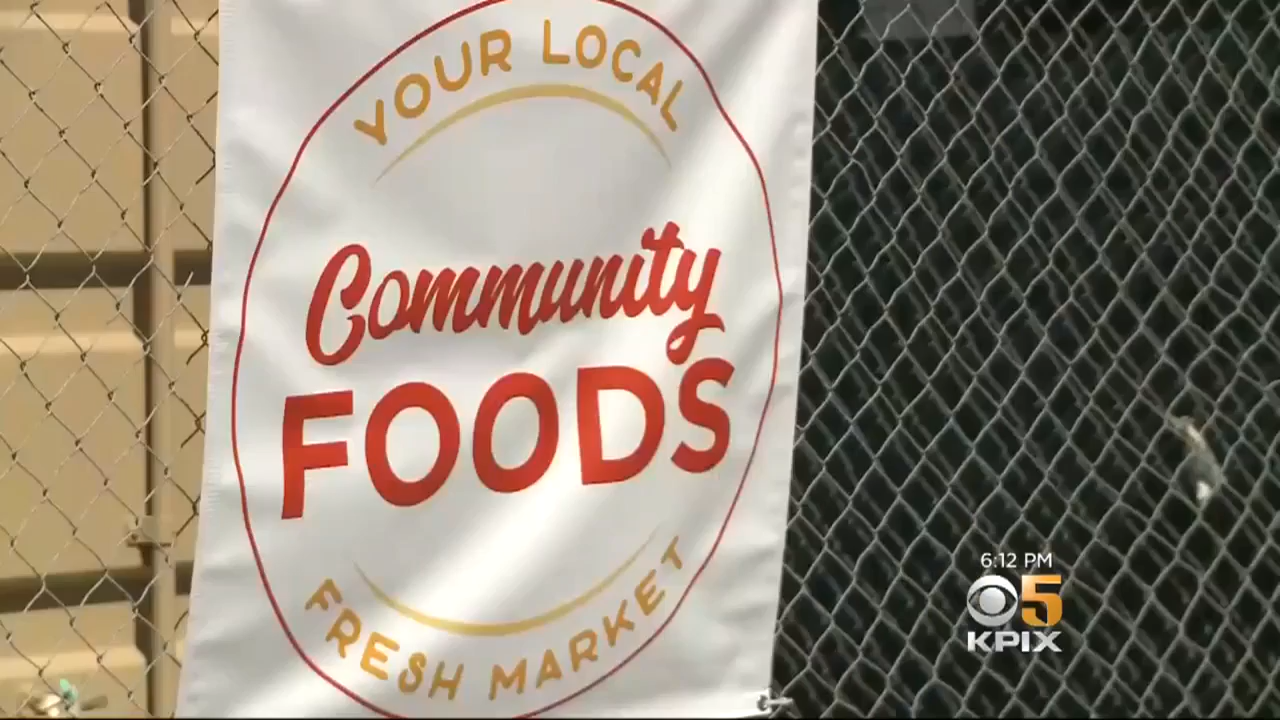 YOUR LOCAL
Community
FOODS
FRESH MARKET
6:12 PM
5
KPIX